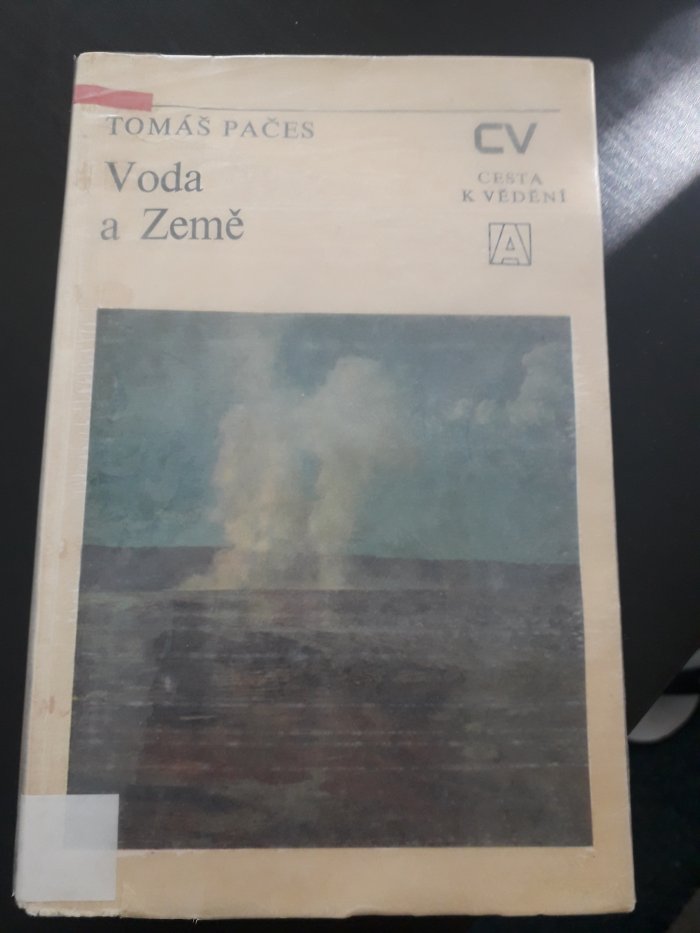 TOMÁŠ PAČES
Voda
a Země
CV
CESTA
K VĚDĚNÍ
A